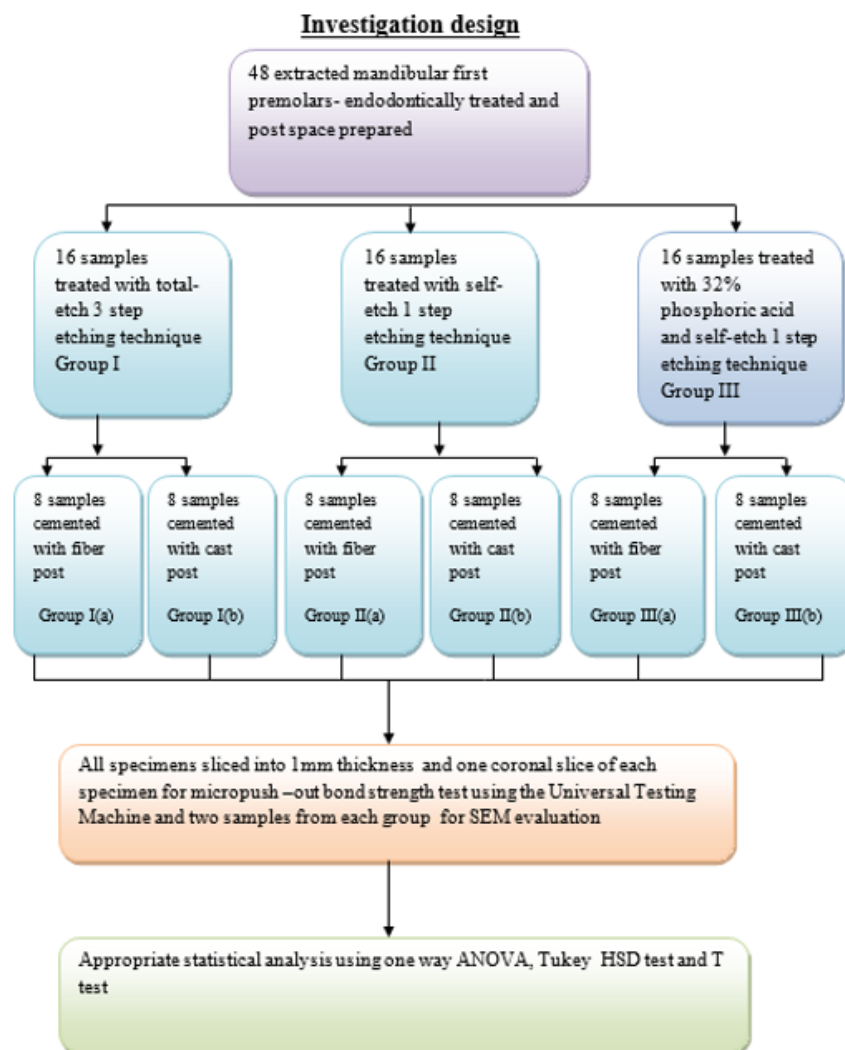 Investigation design
48 extracted mandibular first
premolars- endodontically treated and
post space prepared
16 samples
treated with total-
etch 3 step
etching technique
Group I
16 samples
treated with self-
etch 1 step
etching technique
Group II
16 samples treated
with 32%
phosphoric acid
and self-etch 1 step
etching technique
Group III
8 samples
cemented
with fiber
post
Group I(a)
8 samples
cemented
with cast
post
Group I(b)
8 samples
cemented
with fiber
post
Group II(a)
8 samples
cemented
with cast
post
Group II(b)
8 samples
cemented
with fiber
post
Group III(a)
8 samples
cemented
with cast
post
Group III(b)
All specimens sliced into 1mm thickness and one coronal slice of each
specimen for micropush –out bond strength test using the Universal Testing
Machine and two samples from each group for SEM evaluation
Appropriate statistical analysis using one way ANOVA, Tukey HSD test and T
test